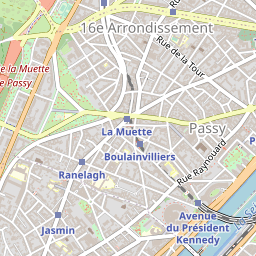 16e Arrondissement
Rue de la Tour
de la Muette
Passy
La Muette
Passy
Boulainvilliers
Rue Raynouard
Ranelagh
Avenue
du Président
Kennedy
Jasmin